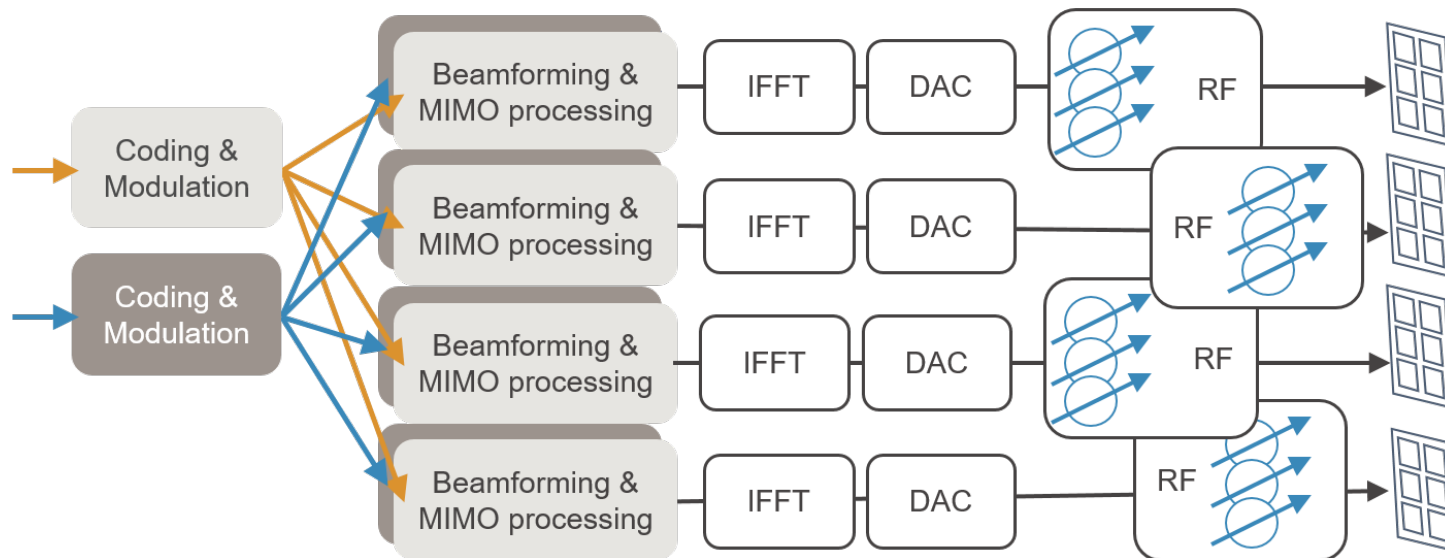 Beamforming &
MIMO processing
IFFT
DAC
RF
Coding &
Modulation
Beamforming &
MIMO processing
IFFT
DAC
RF
Coding &
Modulation
Beamforming &
MIMO processing
IFFT
DAC
RF
Beamforming &
MIMO processing
IFFT
DAC
RF